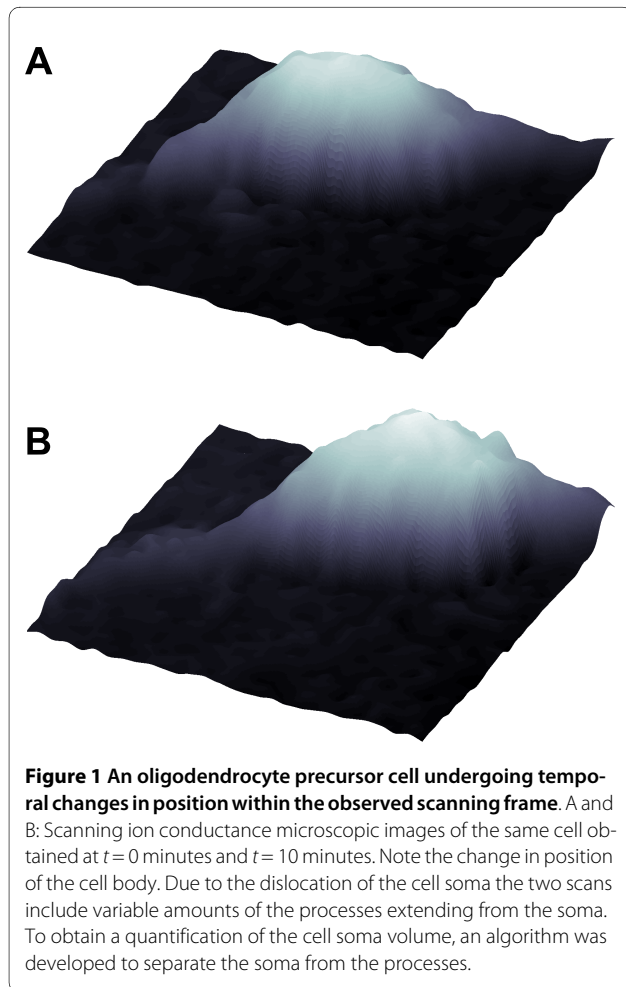 A
B
Figure 1 An oligodendrocyte precursor cell undergoing tempo-
ral changes in position within the observed scanning frame. A and
B: Scanning ion conductance microscopic images of the same cell ob-
tained at t = 0 minutes and t = 10 minutes. Note the change in position
of the cell body. Due to the dislocation of the cell soma the two scans
include variable amounts of the processes extending from the soma.
To obtain a quantification of the cell soma volume, an algorithm was
developed to separate the soma from the processes.